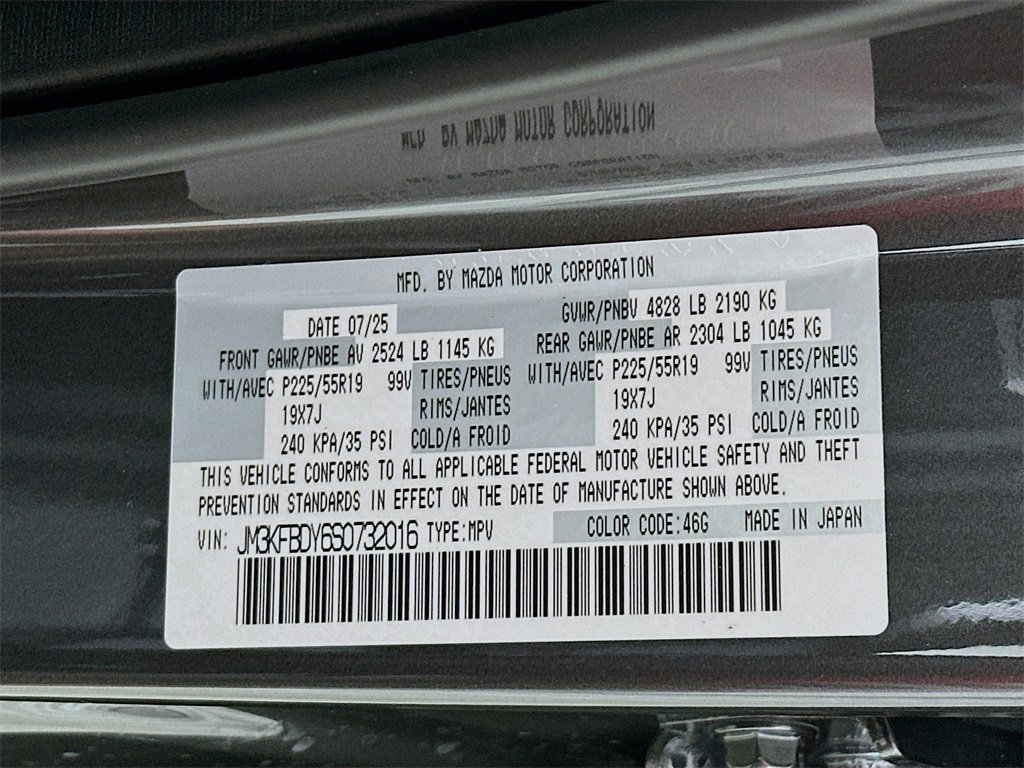 MFD. BY MAZDA MOTOR CORPORATION
DATE 07/25
GVWR/PNBV 4828 LB 2190 KG
FRONT GAWR/PNBE AV 2524 LB 1145 KG
REAR GAWR/PNBE AR 2304 LB 1045 KG
WITH/AVEC P225/55R19 99V TIRES/PNEUS
WITH/AVEC P225/55R19 99V TIRES/PNEUS
19X7J RIMS/JANTES
19X7J RIMS/JANTES
240 KPA/35 PSI COLD/A FROID
240 KPA/35 PSI COLD/A FROID
THIS VEHICLE CONFORMS TO ALL APPLICABLE FEDERAL MOTOR VEHICLE SAFETY AND THEFT
PREVENTION STANDARDS IN EFFECT ON THE DATE OF MANUFACTURE SHOWN ABOVE.
VIN: JM3KFBDY6S0732016 TYPE:MPV COLOR CODE:46G MADE IN JAPAN